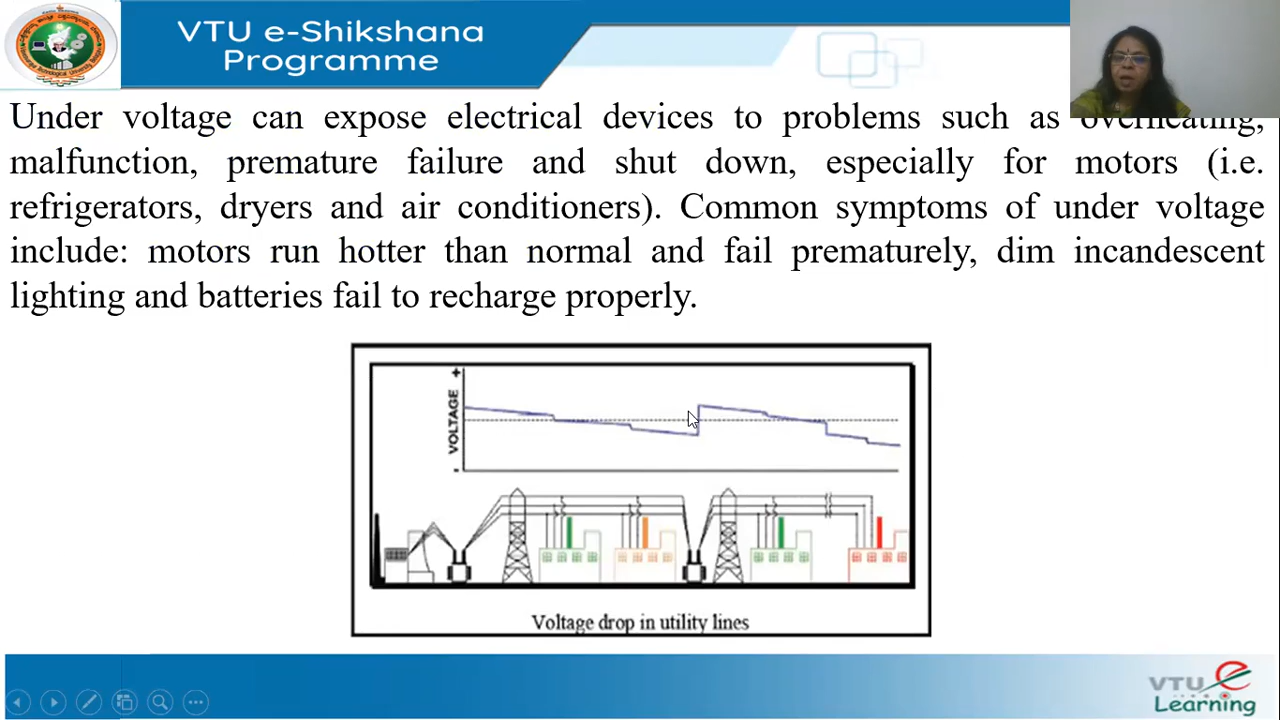 VTU e-Shikshana
Programme
Under voltage can expose electrical devices to problems such as overheating,
malfunction, premature failure and shut down, especially for motors (i.e.
refrigerators, dryers and air conditioners). Common symptoms of under voltage
include: motors run hotter than normal and fail prematurely, dim incandescent
lighting and batteries fail to recharge properly.
+
VOLTAGE
-
Voltage drop in utility lines
VTU e
Learning